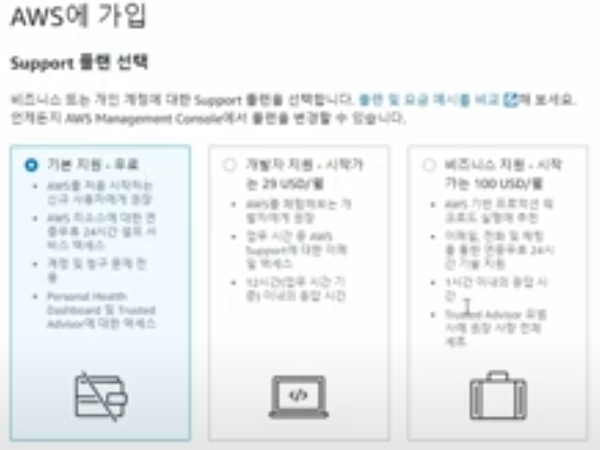 AWS에 가입
Support 플랜 선택
비즈니스 또는 개인 계정에 대한 Support 플랜을 선택합니다. 플랜 및 요금 예시를 비교해 보세요.
언제든지 AWS Management Console에서 플랜을 변경할 수 있습니다.
기본 지원 - 무료
AWS를 처음 시작하는
신규 사용자에게 권장
AWS 리소스에 대한 연
중무휴 24시간 셀프 서
비스 액세스
계정 및 청구 문제 전
용
Personal Health
Dashboard 및 Trusted
Advisor에 대한 액세스
개발자 지원 - 시작가
는 29 USD/월
AWS를 체험해보는 개
발자에게 권장
업무 시간 중 AWS
Support에 대한 이메
일 액세스
12시간(업무 시간 기
준) 이내의 응답 시간
비즈니스 지원 - 시작
가는 100 USD/월
AWS 기반 프로덕션 워
크로드 실행에 추천
이메일, 전화 및 채팅
을 통한 연중무휴 24시
간 기술 지원
1시간 이내의 응답 시
간
Trusted Advisor 모범
사례 권장 사항 전체
세트